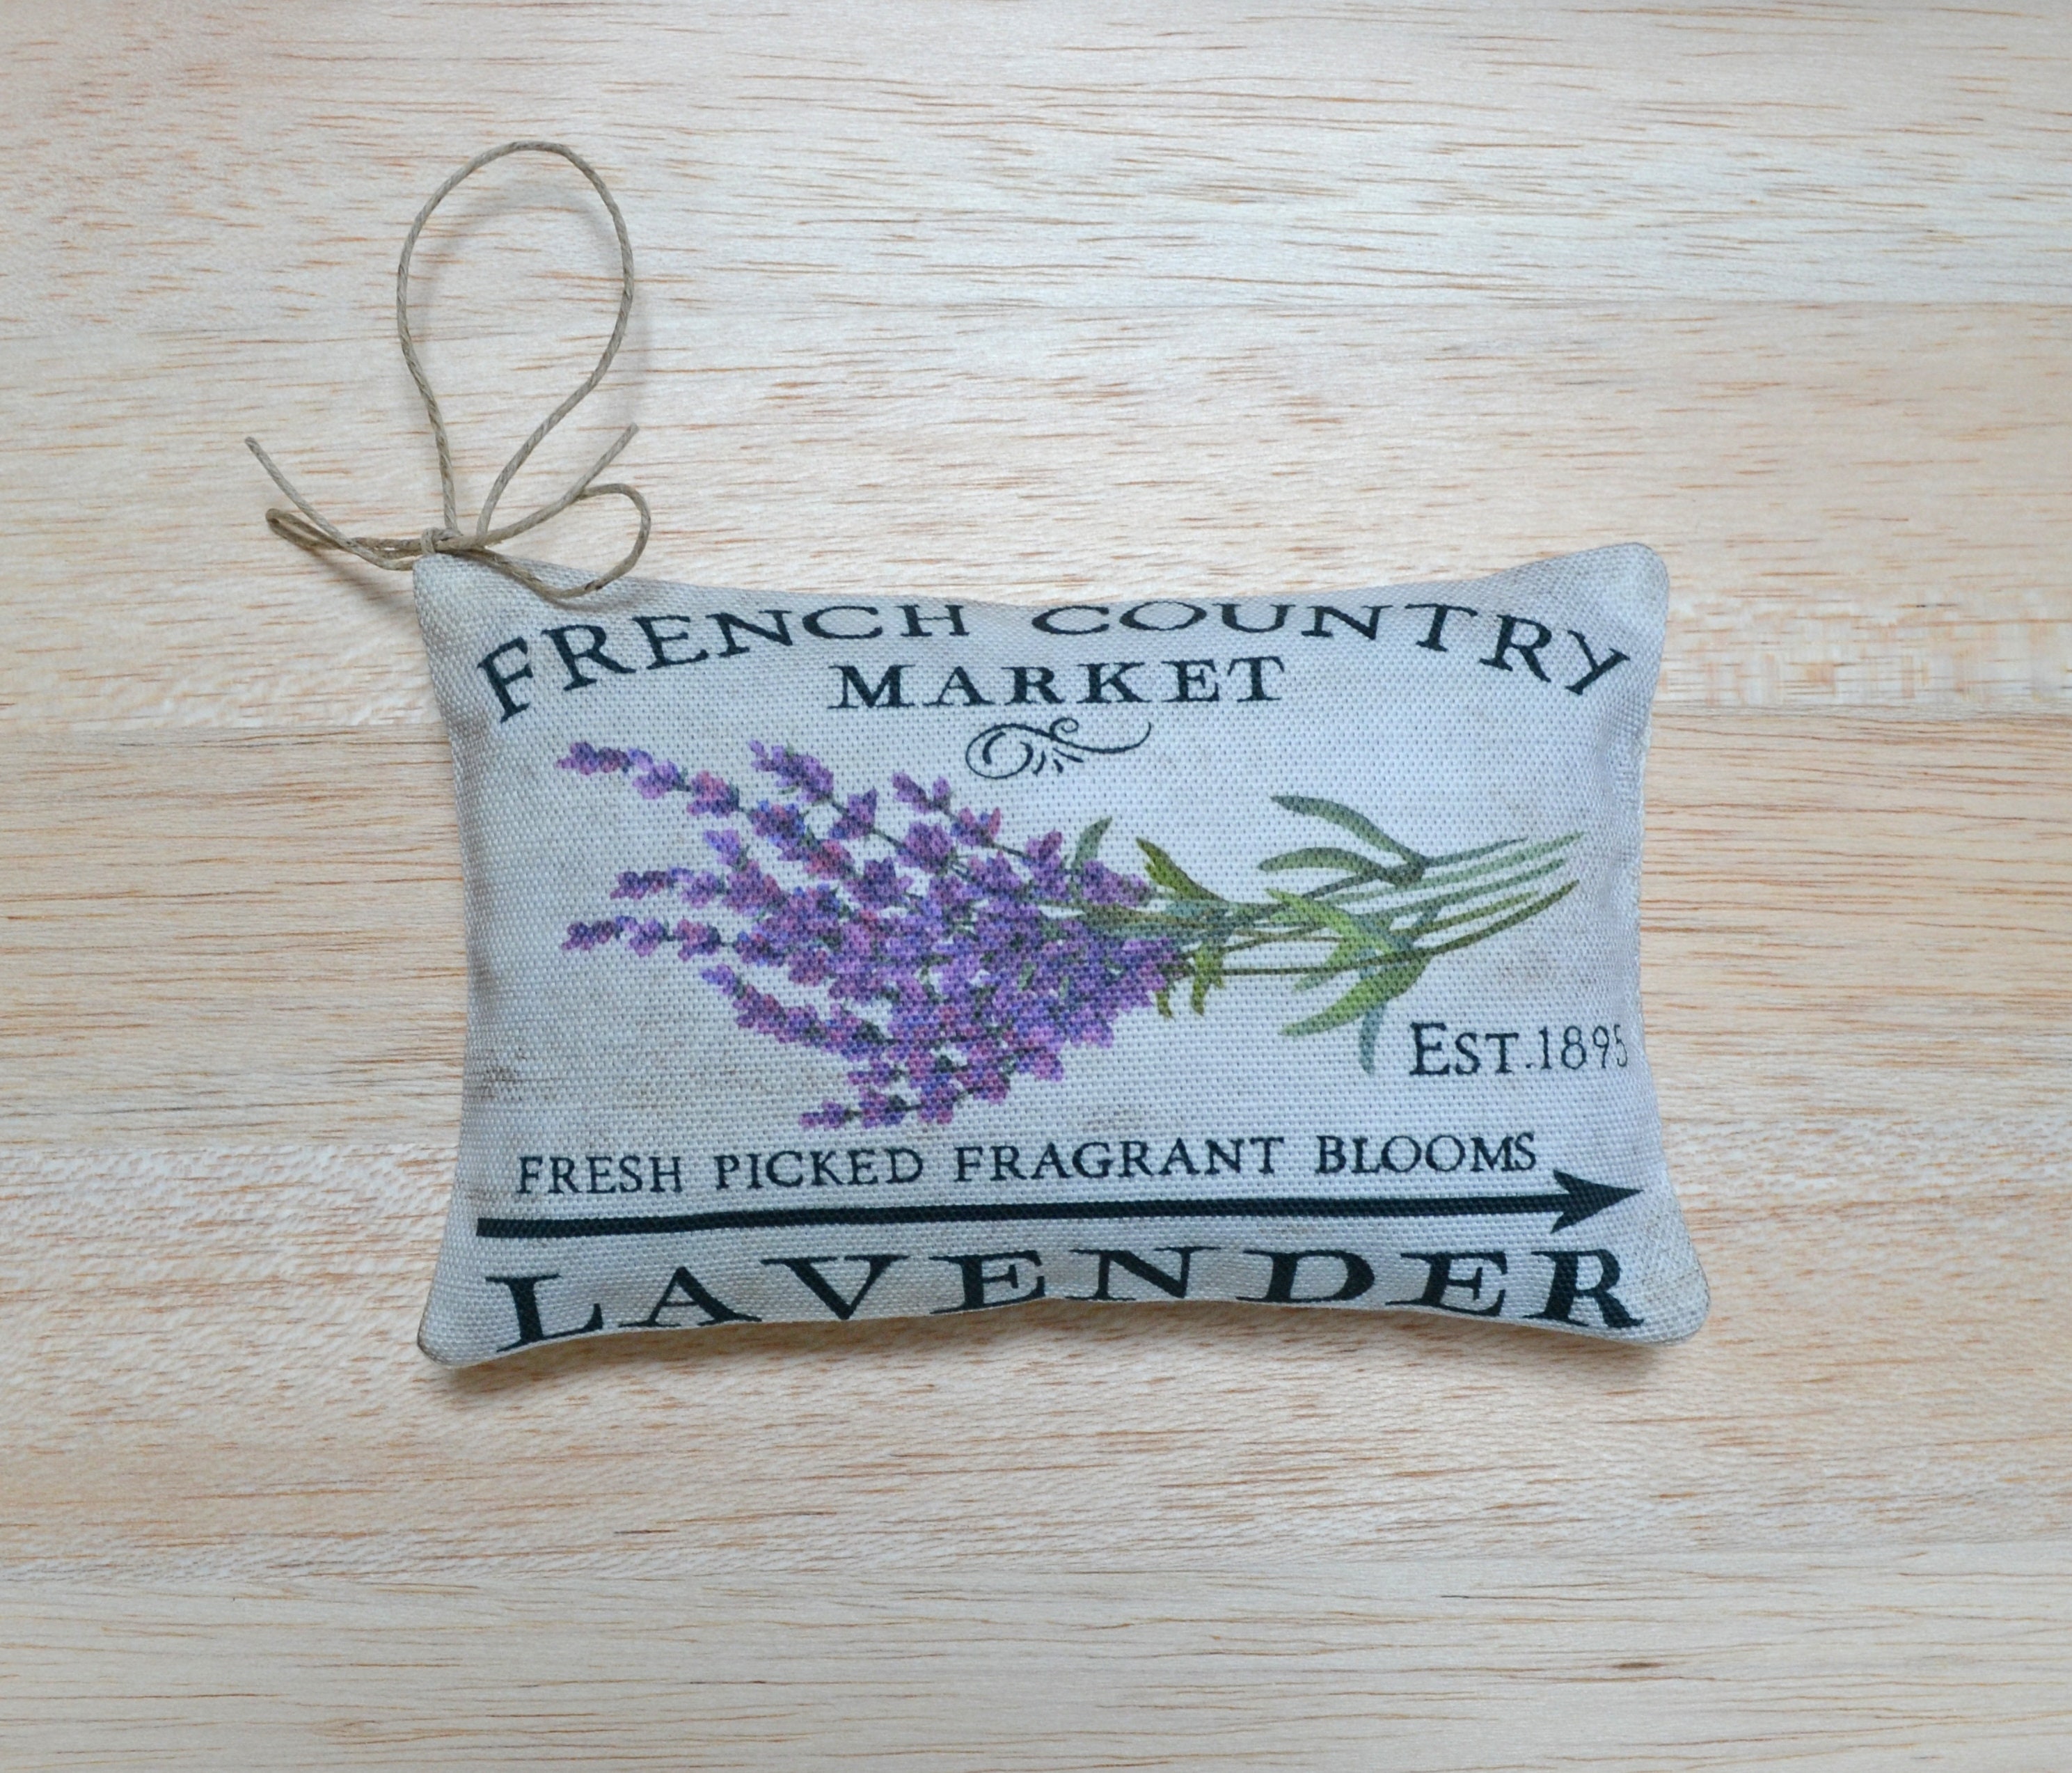 FRENCH COUNTRY
MARKET
EST.1895
FRESH PICKED FRAGRANT BLOOMS
LAVENDER